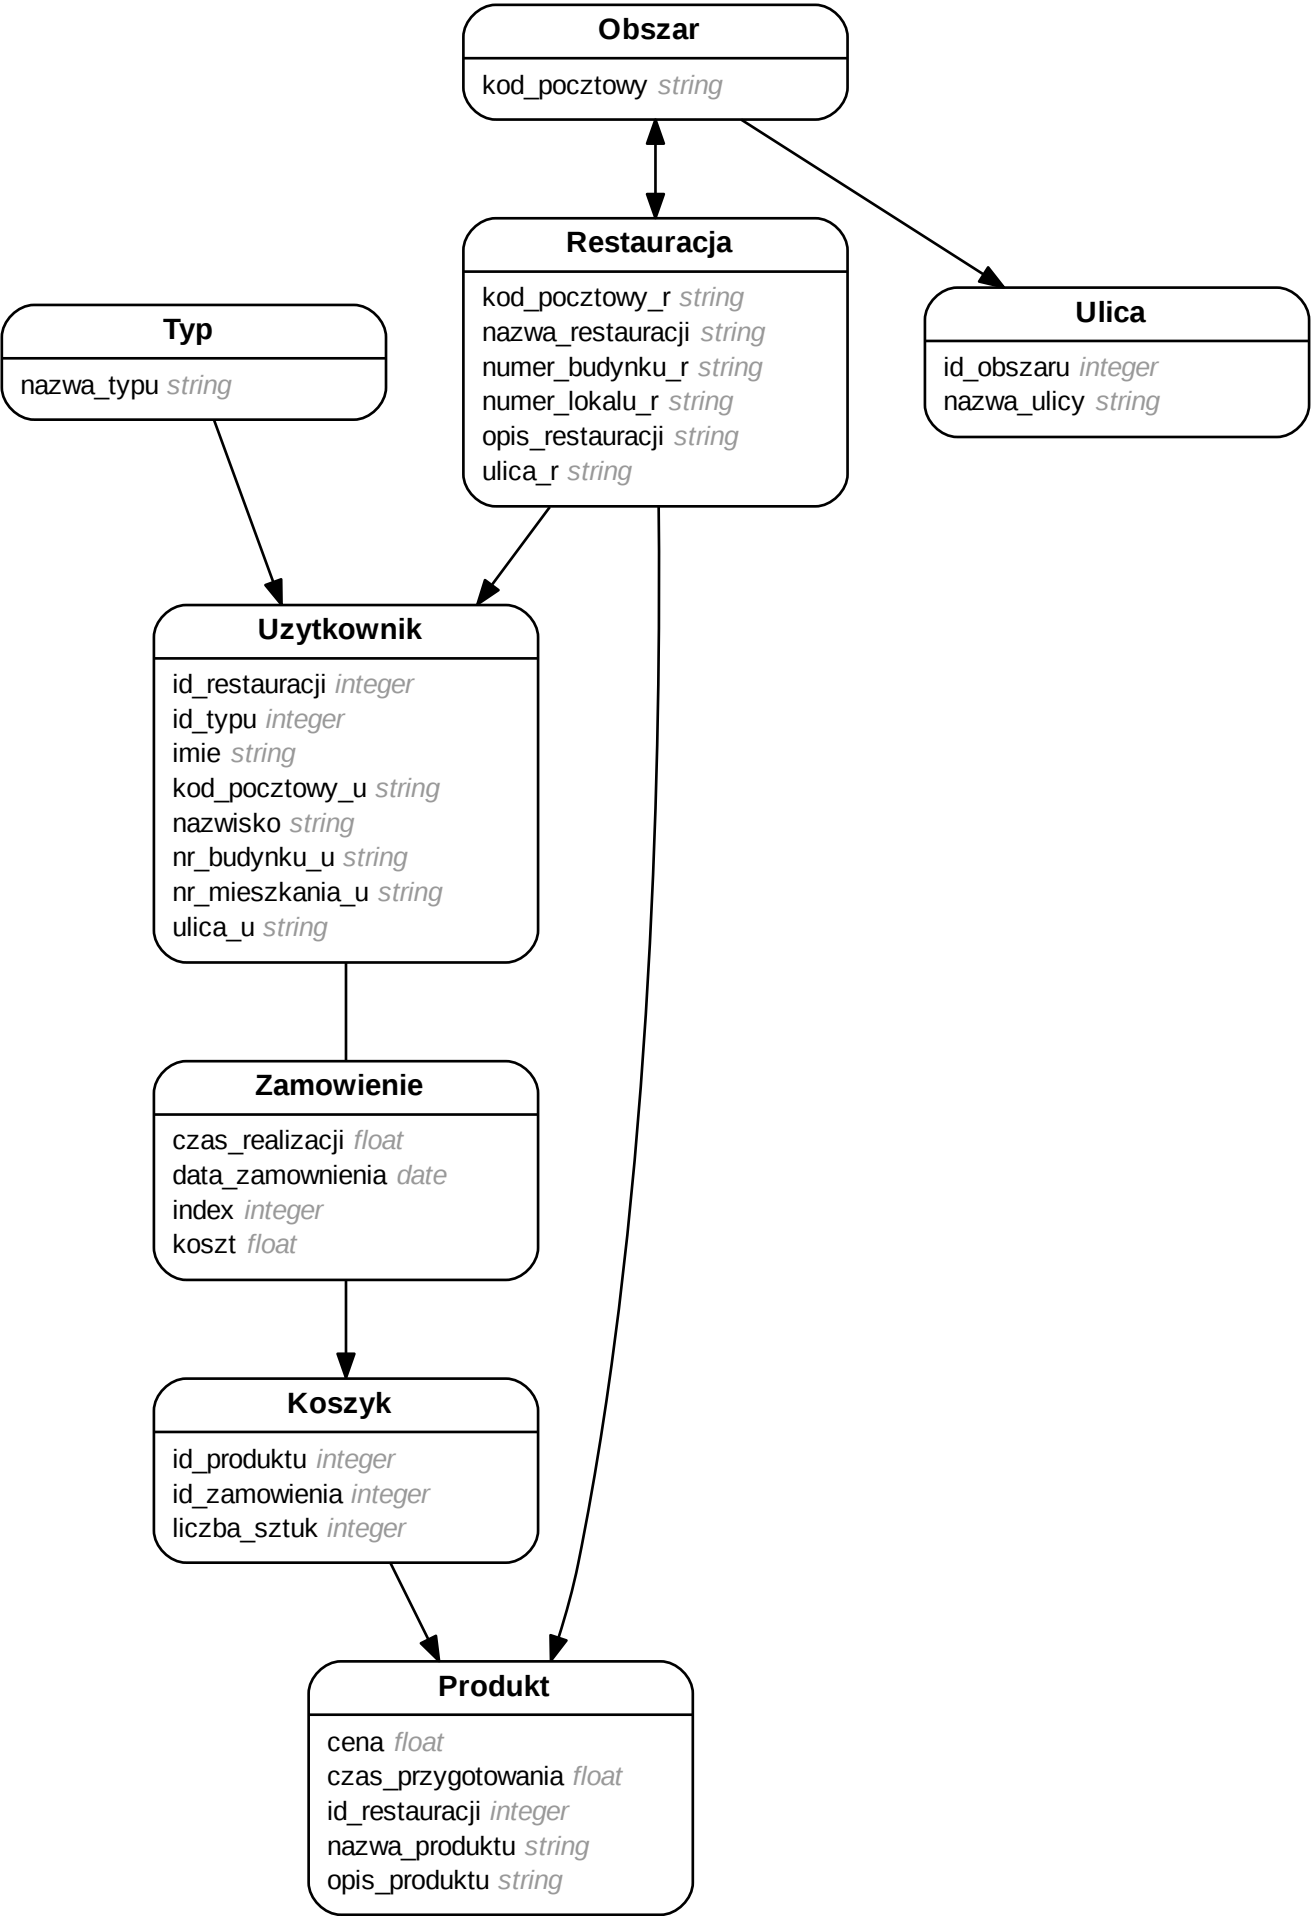 Obszar
kod_pocztowy string
Restauracja
kod_pocztowy_r string
nazwa_restauracji string
numer_budynku_r string
numer_lokalu_r string
opis_restauracji string
ulica_r string
Ulica
id_obszaru integer
nazwa_ulicy string
Typ
nazwa_typu string
Uzytkownik
id_restauracji integer
id_typu integer
imie string
kod_pocztowy_u string
nazwisko string
nr_budynku_u string
nr_mieszkania_u string
ulica_u string
Zamowienie
czas_realizacji float
data_zamownienia date
index integer
koszt float
Koszyk
id_produktu integer
id_zamowienia integer
liczba_sztuk integer
Produkt
cena float
czas_przygotowania float
id_restauracji integer
nazwa_produktu string
opis_produktu string